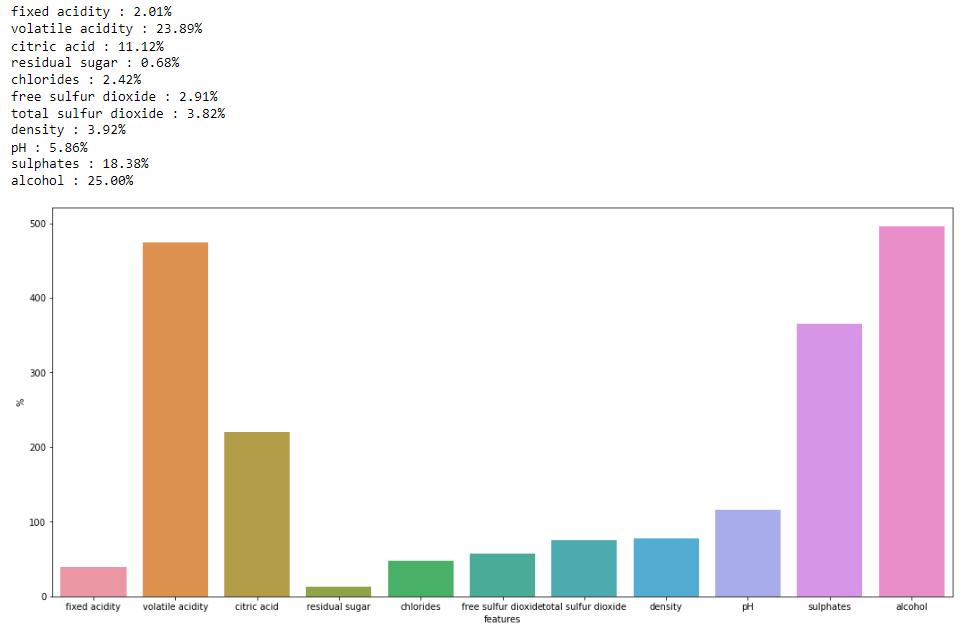 fixed acidity : 2.01%
volatile acidity : 23.89%
citric acid : 11.12%
residual sugar : 0.68%
chlorides : 2.42%
free sulfur dioxide : 2.91%
total sulfur dioxide : 3.82%
density : 3.92%
pH : 5.86%
sulphates : 18.38%
alcohol : 25.00%
500
400
300
%
200
100
0
fixed acidity volatile acidity citric acid residual sugar chlorides free sulfur dioxide total sulfur dioxide density pH sulphates alcohol
features